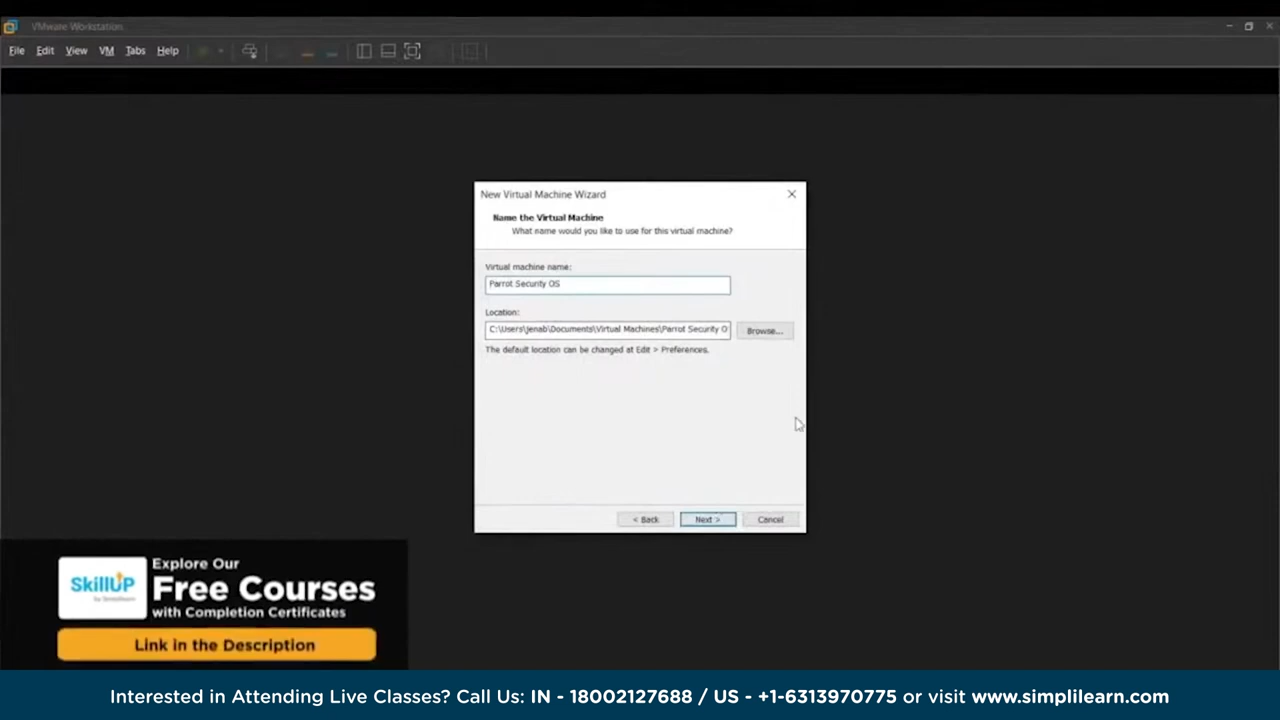 VMware Workstation
File Edit View VM Tabs Help
New Virtual Machine Wizard
Name the Virtual Machine
What name would you like to use for this virtual machine?
Virtual machine name:
Parrot Security OS
Location:
C:\Users\jenab\Documents\Virtual Machines\Parrot Security O
Browse...
The default location can be changed at Edit > Preferences.
< Back Next > Cancel
SkillUP
by Simplilearn
Explore Our
Free Courses
with Completion Certificates
Link in the Description
Interested in Attending Live Classes? Call Us: IN - 18002127688 / US - +1-6313970775 or visit www.simplilearn.com